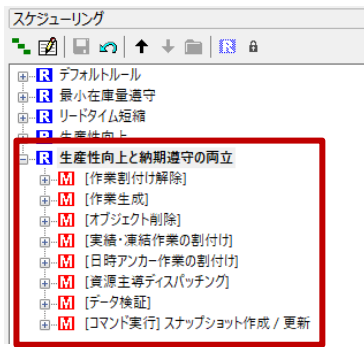 スケジューリング
R デフォルトルール
R 最小在庫量遵守
R リードタイム短縮
R 生産性向上
R 生産性向上と納期遵守の両立
M [作業割付け解除]
M [作業生成]
M [オブジェクト削除]
M [実績・凍結作業の割付け]
M [日時アンカー作業の割付け]
M [資源主導ディスパッチング]
M [データ検証]
M [コマンド実行] スナップショット作成 / 更新